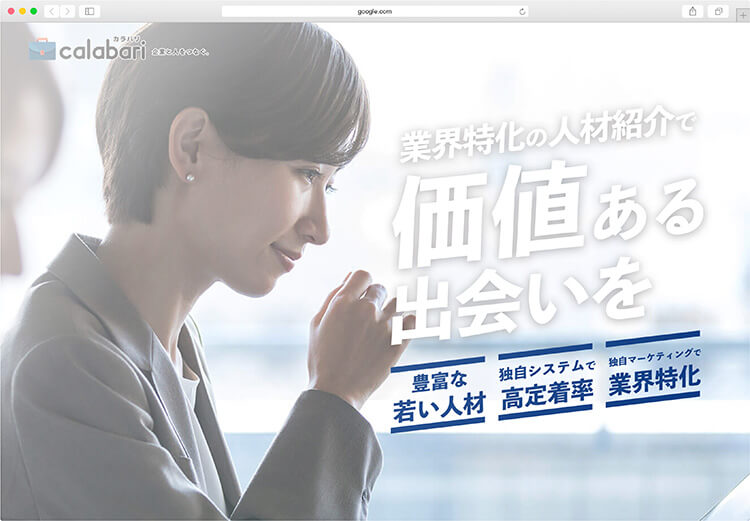 google.com
カラバリ
calabari 企業と人をつなぐ。
業界特化の人材紹介で
価値ある
出会いを
豊富な
若い人材
独自システムで
高定着率
独自マーケティングで
業界特化